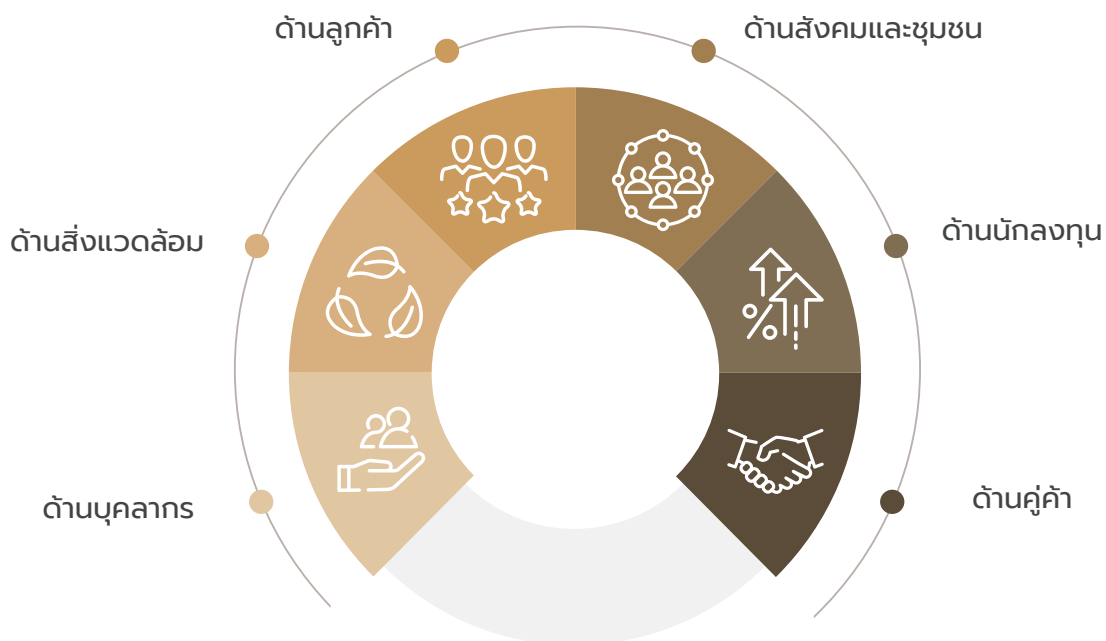 ด้านลูกค้า
ด้านสังคมและชุมชน
ด้านสิ่งแวดล้อม
ด้านนักลงทุน
ด้านบุคลากร
ด้านคู่ค้า